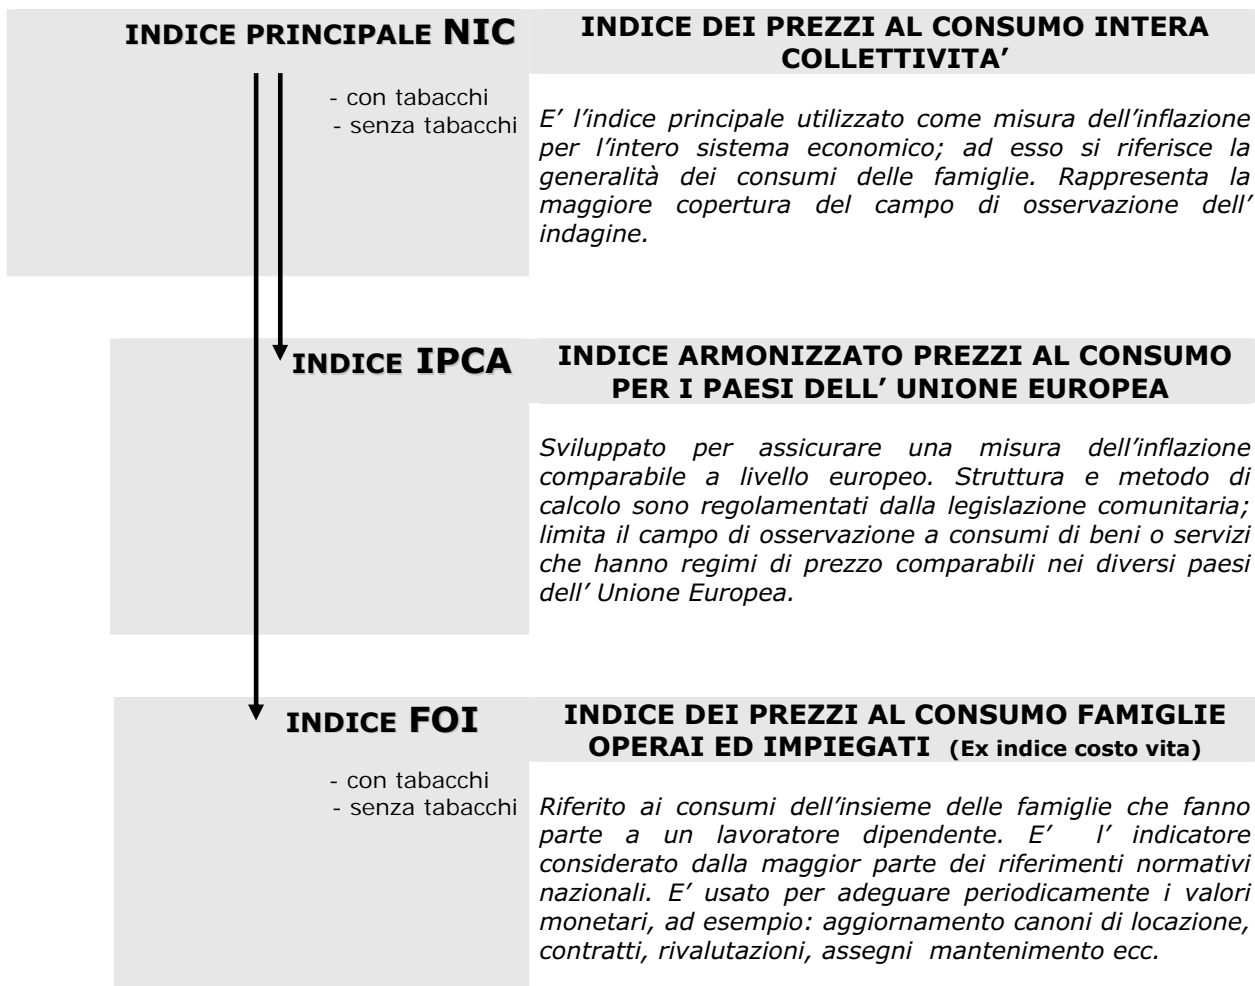 INDICE PRINCIPALE NIC
- con tabacchi
- senza tabacchi
INDICE DEI PREZZI AL CONSUMO INTERA
COLLETTIVITA’
E’ l’indice principale utilizzato come misura dell’inflazione
per l’intero sistema economico; ad esso si riferisce la
generalità dei consumi delle famiglie. Rappresenta la
maggiore copertura del campo di osservazione dell’
indagine.
INDICE IPCA
INDICE ARMONIZZATO PREZZI AL CONSUMO
PER I PAESI DELL’ UNIONE EUROPEA
Sviluppato per assicurare una misura dell’inflazione
comparabile a livello europeo. Struttura e metodo di
calcolo sono regolamentati dalla legislazione comunitaria;
limita il campo di osservazione a consumi di beni o servizi
che hanno regimi di prezzo comparabili nei diversi paesi
dell’ Unione Europea.
INDICE FOI
- con tabacchi
- senza tabacchi
INDICE DEI PREZZI AL CONSUMO FAMIGLIE
OPERAI ED IMPIEGATI (Ex indice costo vita)
Riferito ai consumi dell’insieme delle famiglie che fanno
parte a un lavoratore dipendente. E’ l’ indicatore
considerato dalla maggior parte dei riferimenti normativi
nazionali. E’ usato per adeguare periodicamente i valori
monetari, ad esempio: aggiornamento canoni di locazione,
contratti, rivalutazioni, assegni mantenimento ecc.